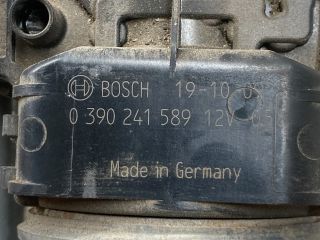 BOSCH 19-10-0
0 390 241 589 12V
Made in Germany